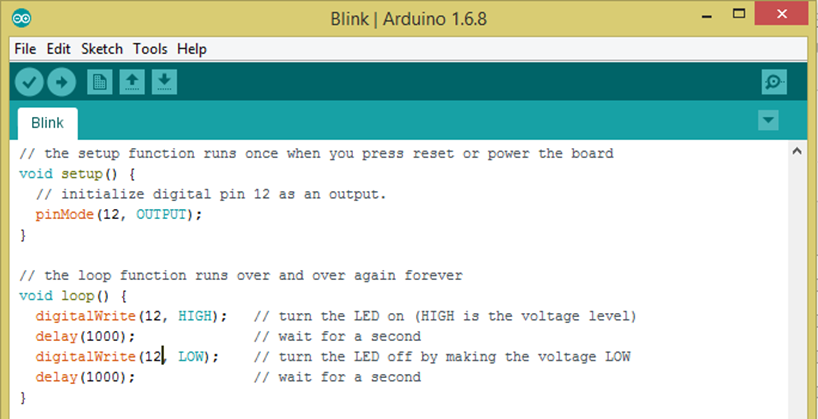 Blink | Arduino 1.6.8
File Edit Sketch Tools Help
Blink
// the setup function runs once when you press reset or power the board
void setup() {
  // initialize digital pin 12 as an output.
  pinMode(12, OUTPUT);
}

// the loop function runs over and over again forever
void loop() {
  digitalWrite(12, HIGH);   // turn the LED on (HIGH is the voltage level)
  delay(1000);              // wait for a second
  digitalWrite(12, LOW);    // turn the LED off by making the voltage LOW
  delay(1000);              // wait for a second
}